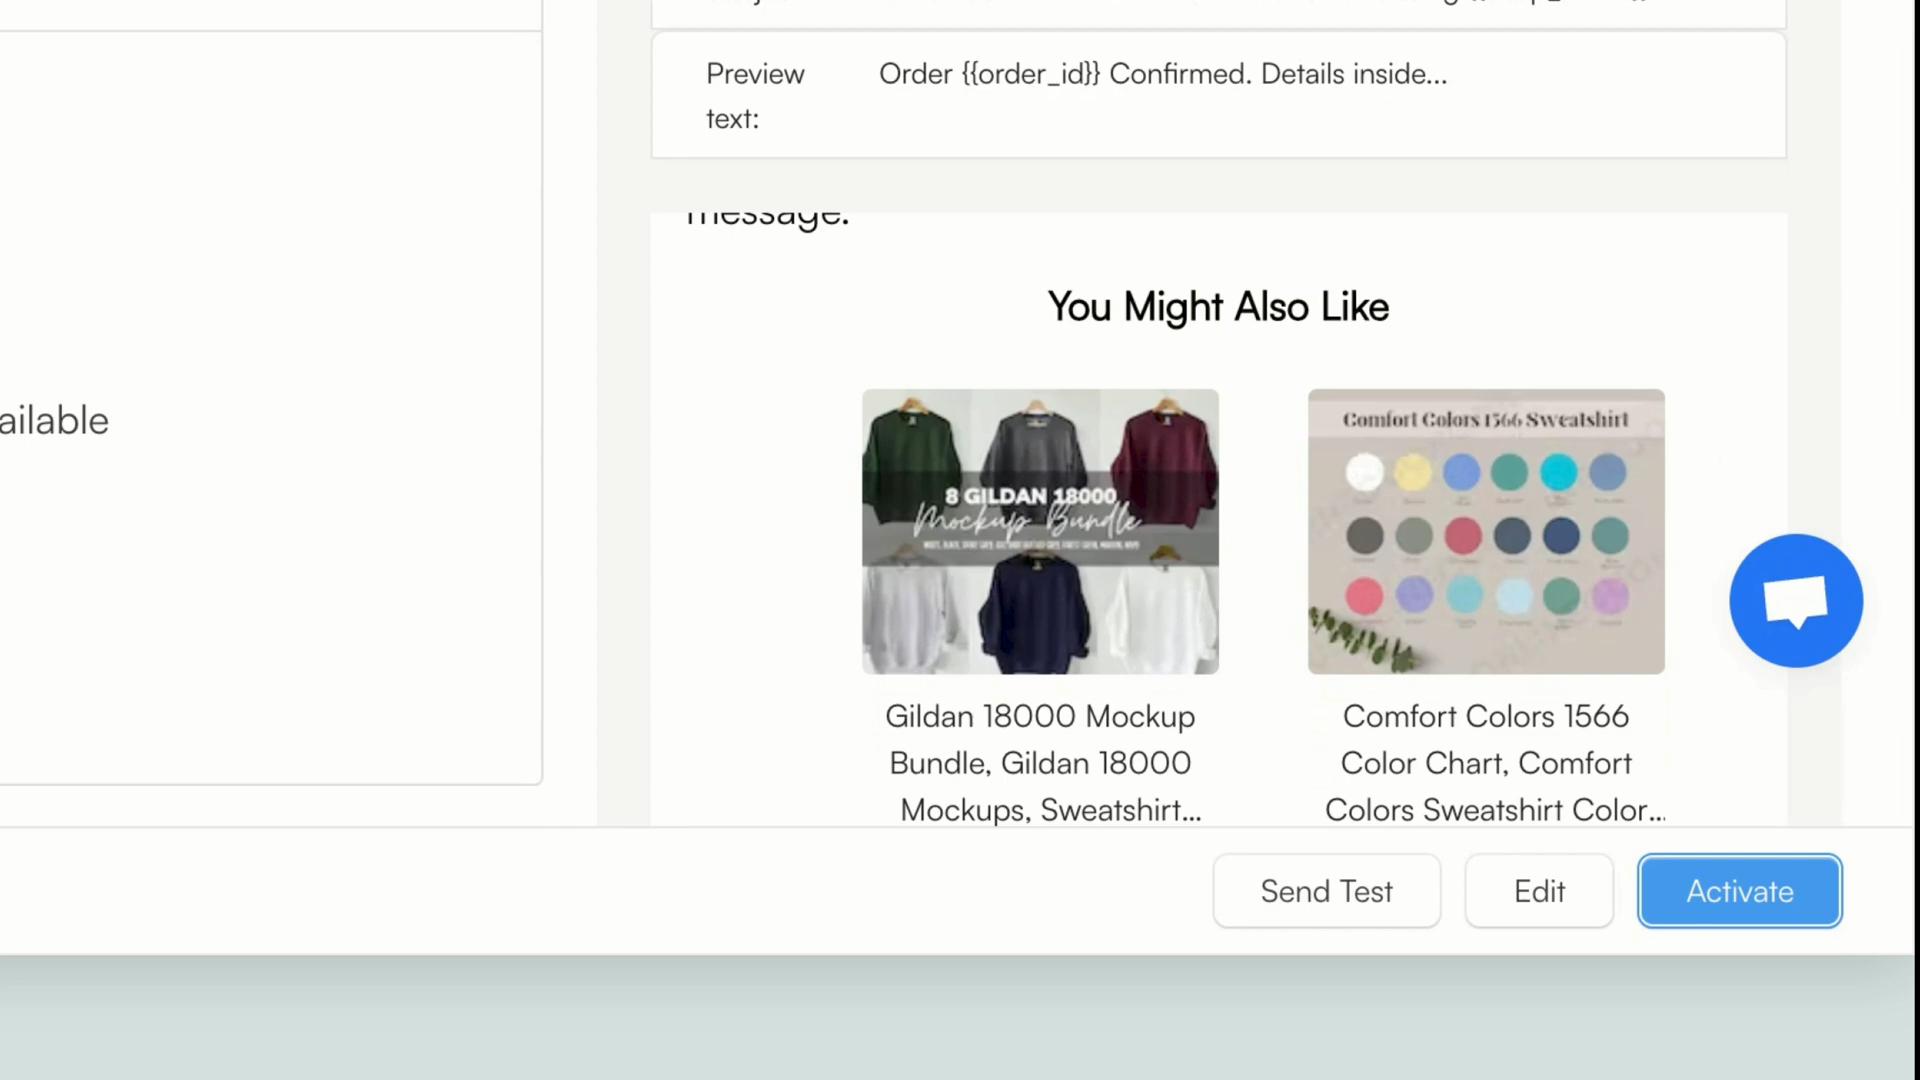 Preview
text:
Order {{order_id}} Confirmed. Details inside...
message.
ailable
You Might Also Like
8 GILDAN 18000
Mockup Bundle
Comfort Colors 1566 Sweatshirt
Gildan 18000 Mockup
Bundle, Gildan 18000
Mockups, Sweatshirt...
Comfort Colors 1566
Color Chart, Comfort
Colors Sweatshirt Color...
Send Test
Edit
Activate